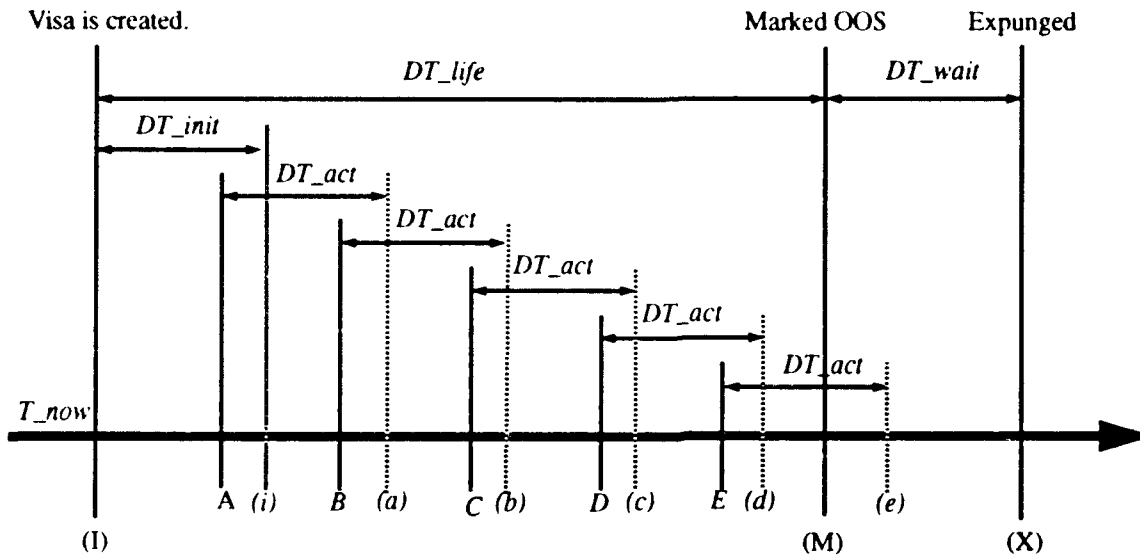 Visa is created. Marked OOS Expunged
DT_life DT_wait
DT_init
DT_act
DT_act
DT_act
DT_act
DT_act
T_now
A (i) B (a) C (b) D (c) E (d) (e)
(I) (M) (X)